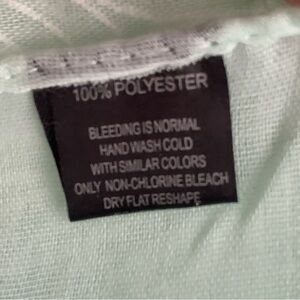 100% POLYESTER
BLEEDING IS NORMAL
HAND WASH COLD
WITH SIMILAR COLORS
ONLY NON-CHLORINE BLEACH
DRY FLAT RESHAPE